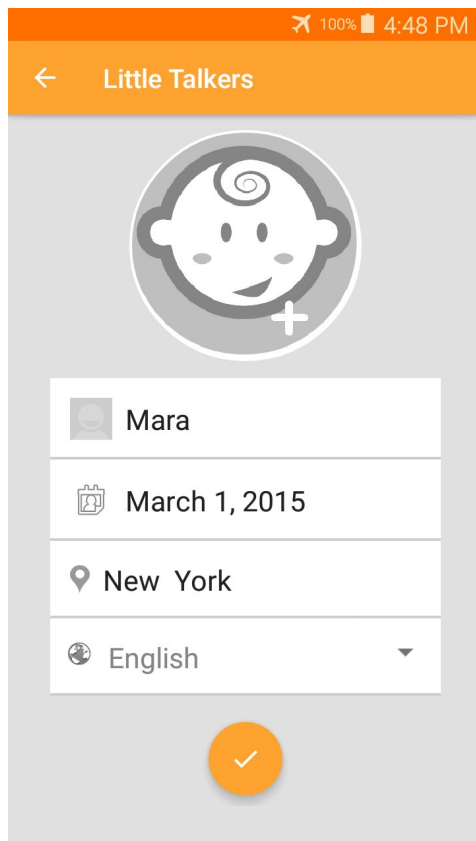 100% 4:48 PM
Little Talkers
Mara
March 1, 2015
New York
English